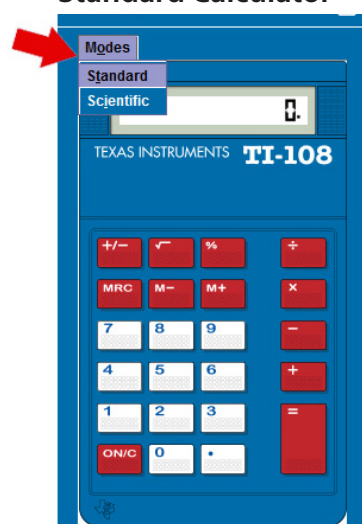 Standard Calculator
Modes
Standard
Scientific
0.
TEXAS INSTRUMENTS TI-108
+/− √ % ÷
MRC M− M+ ×
7 8 9 −
4 5 6 +
1 2 3 =
ON/C 0 .